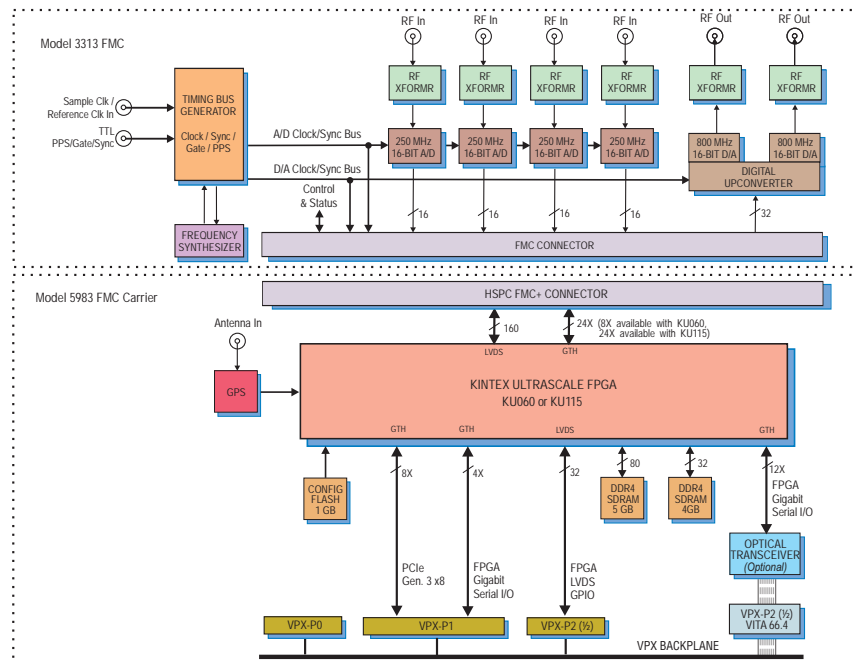 Model 3313 FMC
RF In
RF In
RF In
RF In
RF Out
RF Out
RF
XFORMR
RF
XFORMR
RF
XFORMR
RF
XFORMR
RF
XFORMR
RF
XFORMR
Sample Clk /
Reference Clk In
TTL
PPS/Gate/Sync
TIMING BUS
GENERATOR
Clock / Sync /
Gate / PPS
A/D Clock/Sync Bus
D/A Clock/Sync Bus
Control
& Status
250 MHz
16-BIT A/D
250 MHz
16-BIT A/D
250 MHz
16-BIT A/D
250 MHz
16-BIT A/D
800 MHz
16-BIT D/A
800 MHz
16-BIT D/A
DIGITAL
UPCONVERTER
16
16
16
16
32
FREQUENCY
SYNTHESIZER
FMC CONNECTOR
Model 5983 FMC Carrier
HSPC FMC+ CONNECTOR
Antenna In
160
24X (8X available with KU060,
24X available with KU115)
LVDS
GTH
GPS
KINTEX ULTRASCALE FPGA
KU060 or KU115
GTH
GTH
LVDS
GTH
8X
4X
32
80
32
12X
CONFIG
FLASH
1 GB
DDR4
SDRAM
5 GB
DDR4
SDRAM
4GB
FPGA
Gigabit
Serial I/O
OPTICAL
TRANSCEIVER
(Optional)
PCIe
Gen. 3 x8
FPGA
Gigabit
Serial I/O
FPGA
LVDS
GPIO
VPX-P0
VPX-P1
VPX-P2 (½)
VPX-P2 (½)
VITA 66.4
VPX BACKPLANE